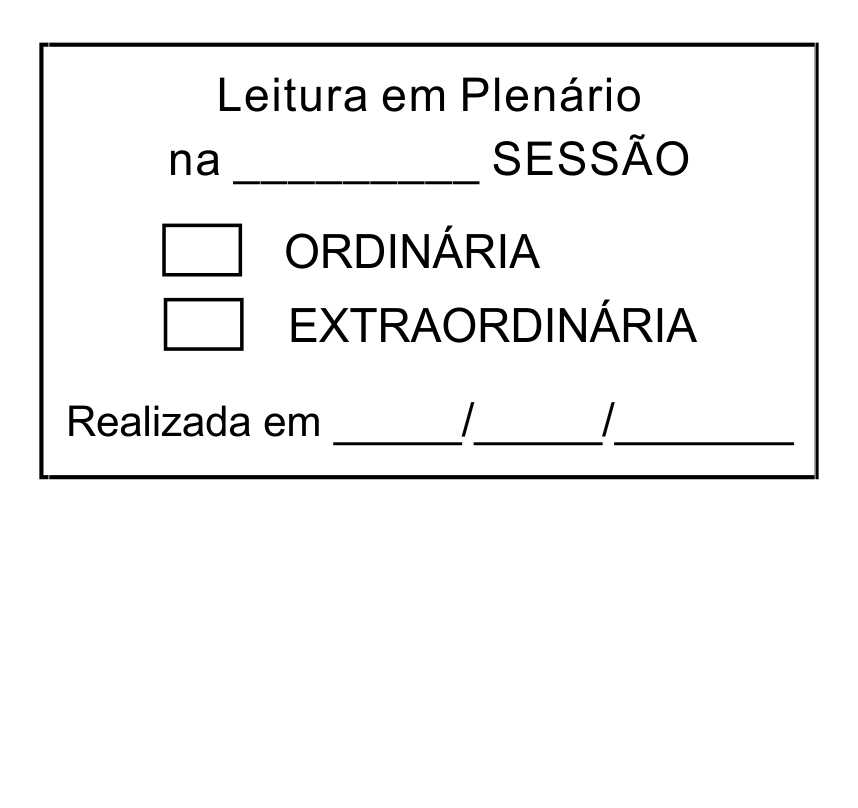 Leitura em Plenário
na _________ SESSÃO
ORDINÁRIA
EXTRAORDINÁRIA
Realizada em _____/_____/_______